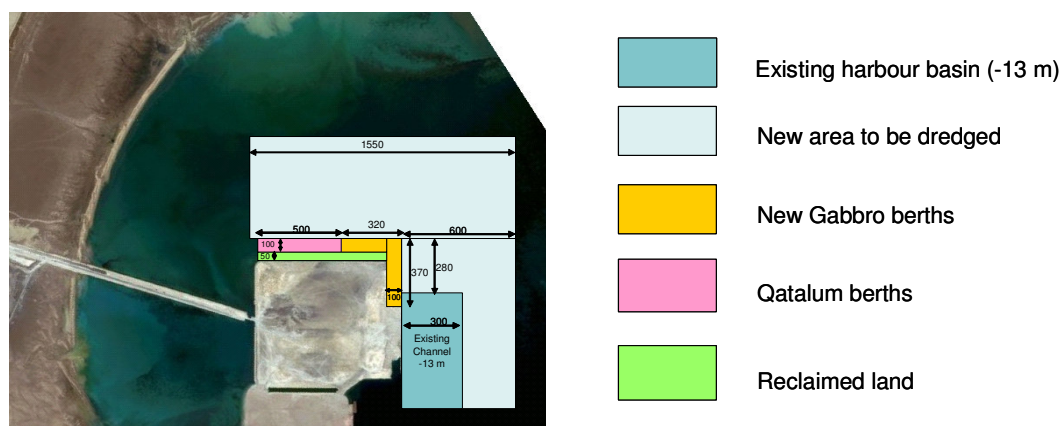 1550
500
320
600
100
50
370
280
100
300
Existing
Channel
-13 m
Existing harbour basin (-13 m)
New area to be dredged
New Gabbro berths
Qatalum berths
Reclaimed land